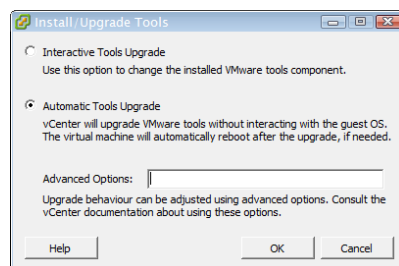 Install/Upgrade Tools
Interactive Tools Upgrade
Use this option to change the installed VMware tools component.
Automatic Tools Upgrade
vCenter will upgrade VMware tools without interacting with the guest OS.
The virtual machine will automatically reboot after the upgrade, if needed.
Advanced Options:
Upgrade behaviour can be adjusted using advanced options. Consult the
vCenter documentation about using these options.
Help OK Cancel